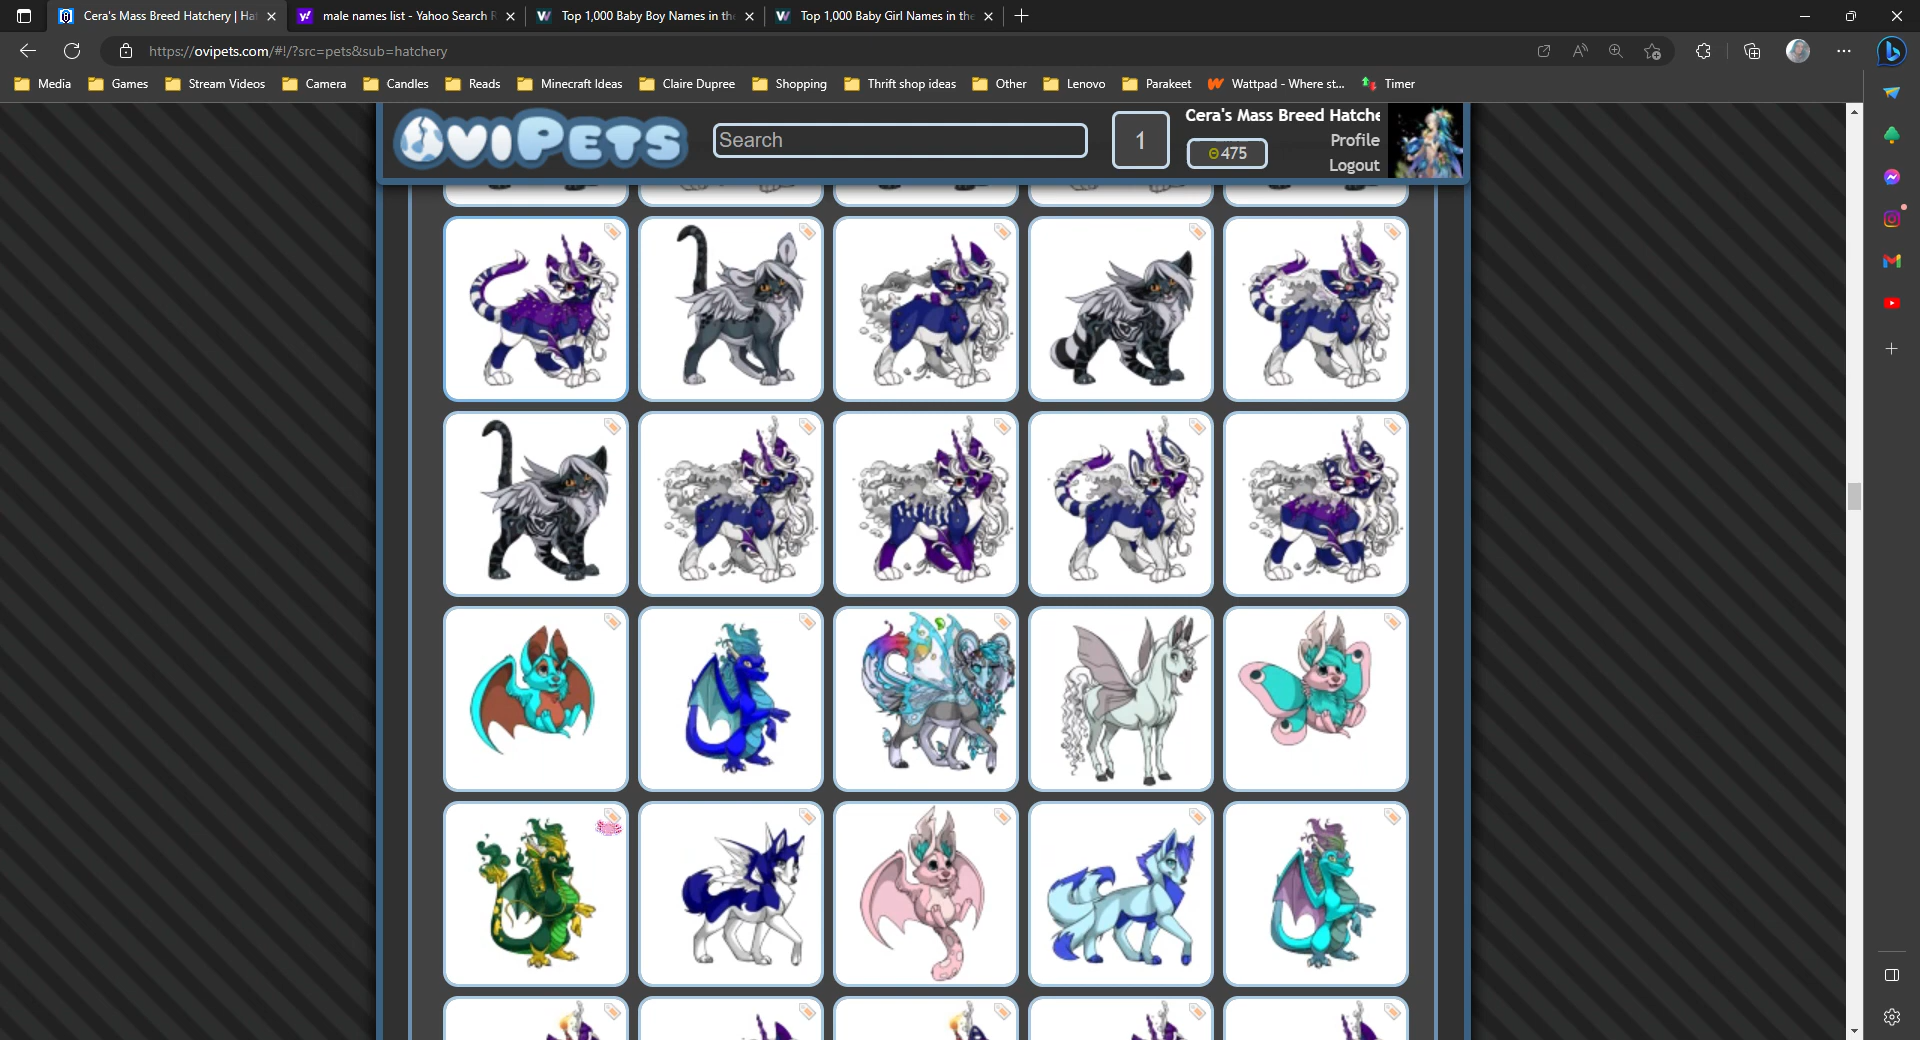 Cera's Mass Breed Hatchery | Ha
male names list - Yahoo Search R
Top 1,000 Baby Boy Names in the
Top 1,000 Baby Girl Names in the
https://ovipets.com/#!/?src=pets&sub=hatchery
Media
Games
Stream Videos
Camera
Candles
Reads
Minecraft Ideas
Claire Dupree
Shopping
Thrift shop ideas
Other
Lenovo
Parakeet
Wattpad - Where st...
Timer
OviPets
Search
1
Cera's Mass Breed Hatche
475
Profile
Logout